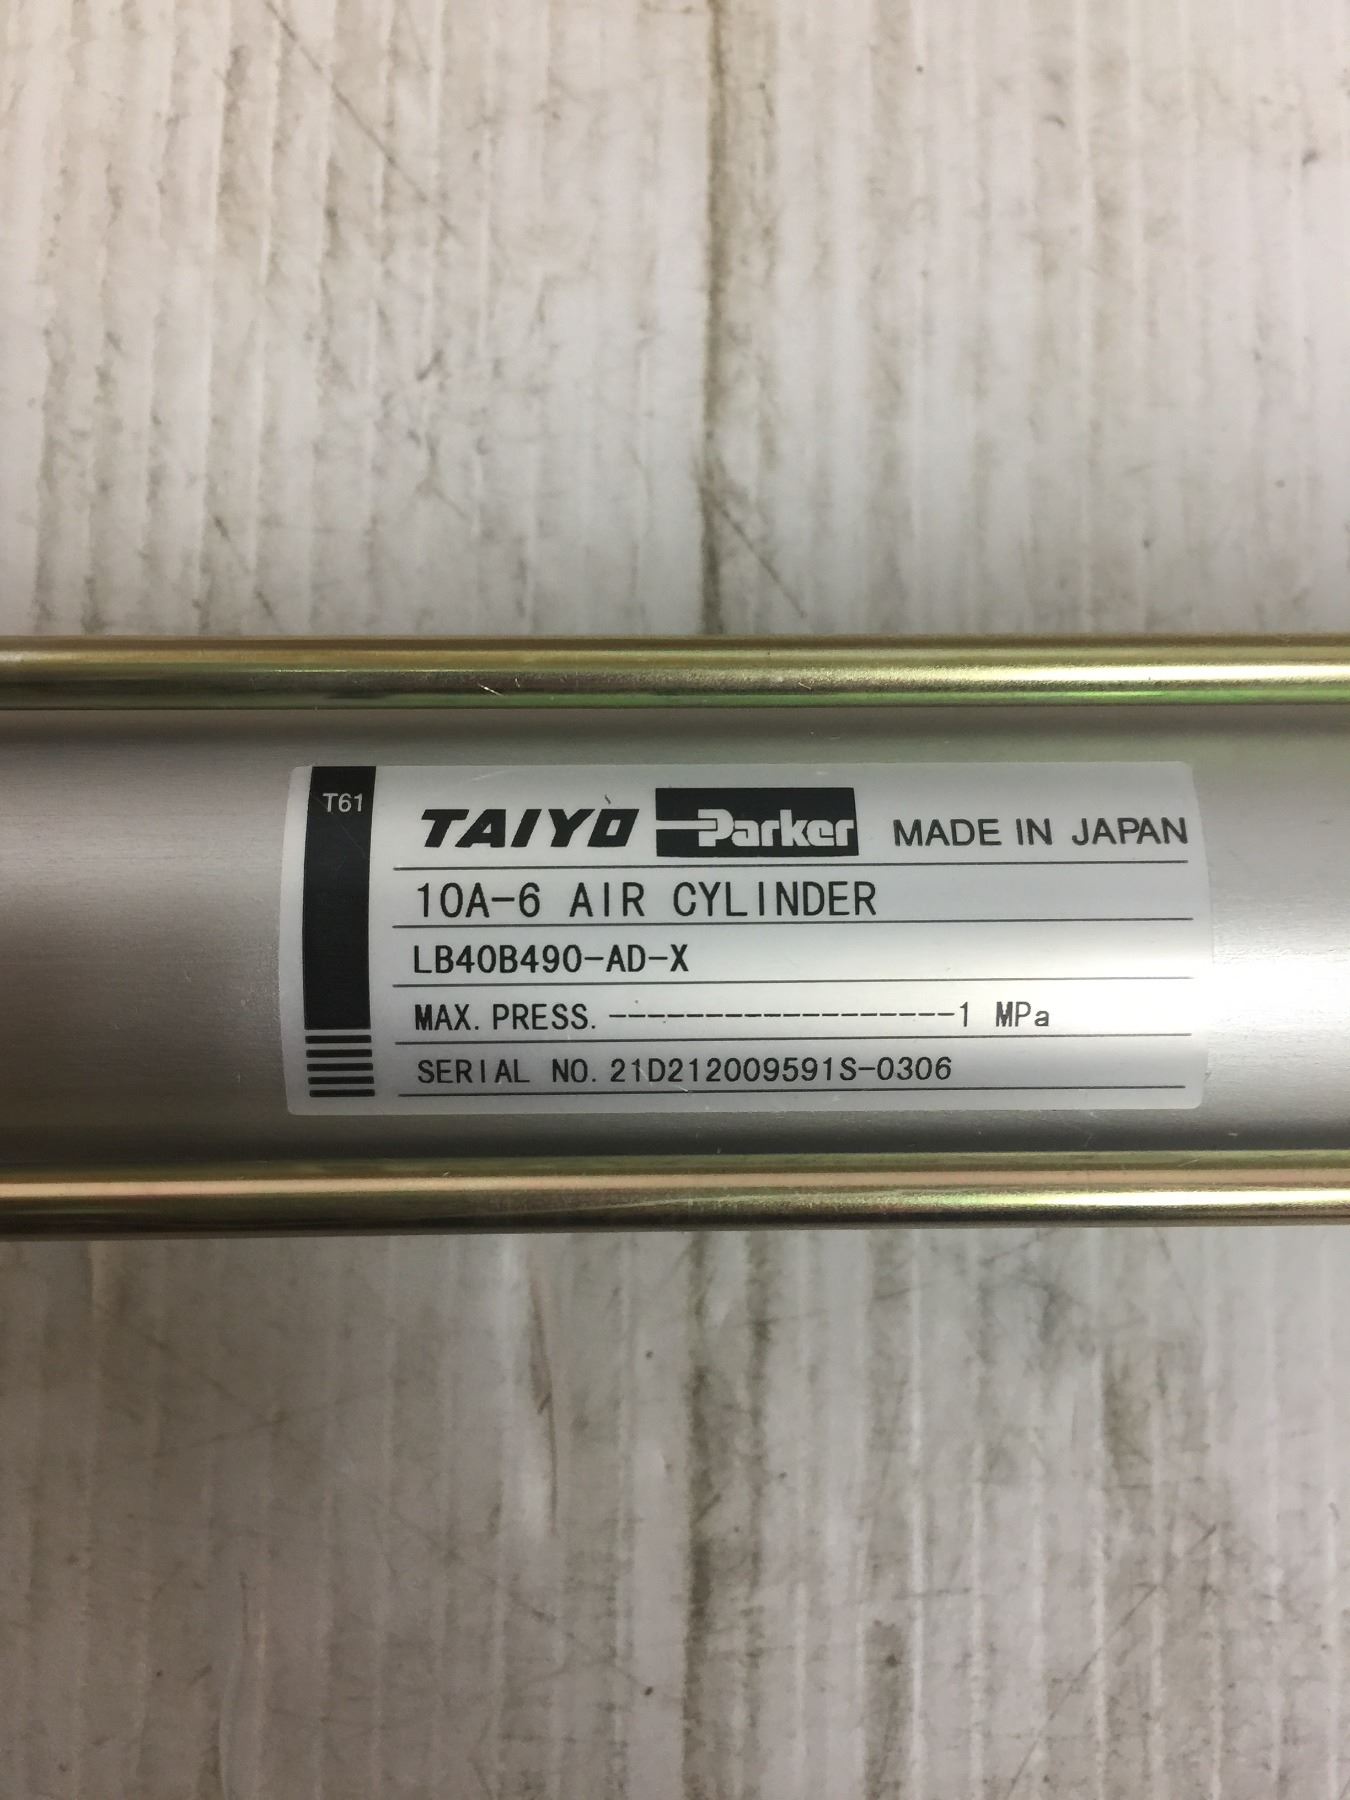 T61
TAIYO Parker MADE IN JAPAN
10A-6 AIR CYLINDER
LB40B490-AD-X
MAX. PRESS. ------------------1 MPa
SERIAL NO. 21D212009591S-0306